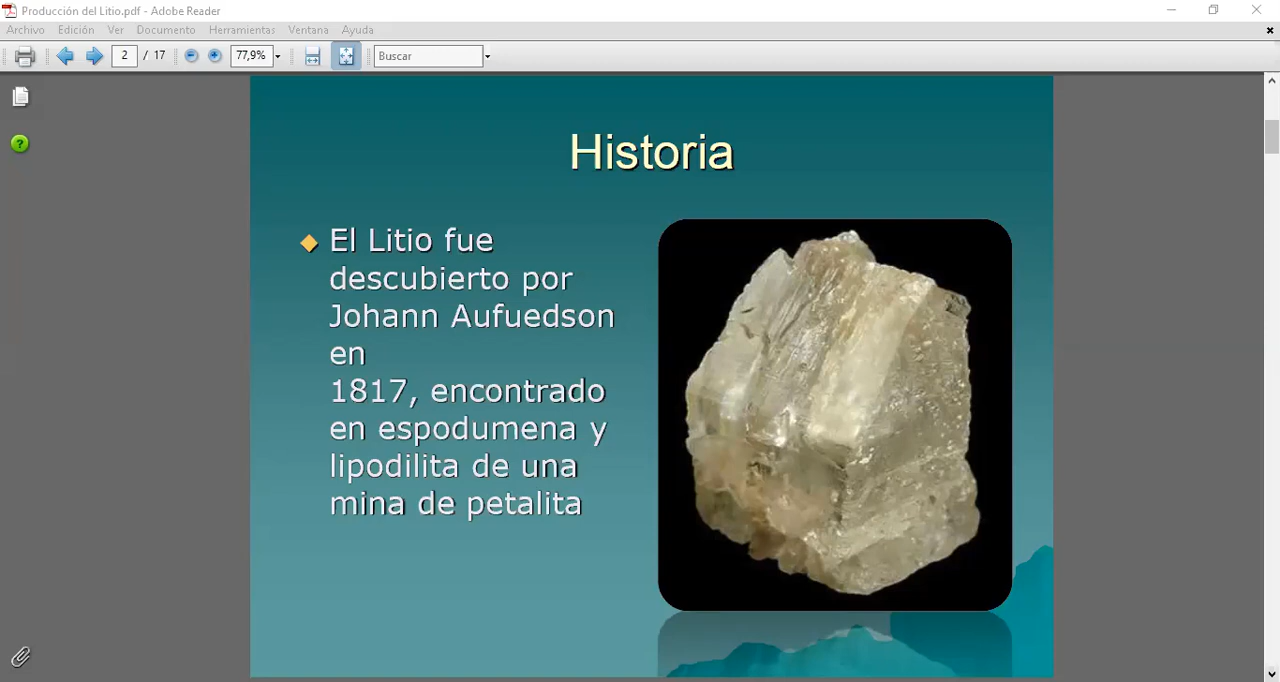 Producción del Litio.pdf - Adobe Reader
Archivo Edición Ver Documento Herramientas Ventana Ayuda
2 / 17 77,9% Buscar
Historia
El Litio fue
descubierto por
Johann Aufuedson
en
1817, encontrado
en espodumena y
lipodilita de una
mina de petalita